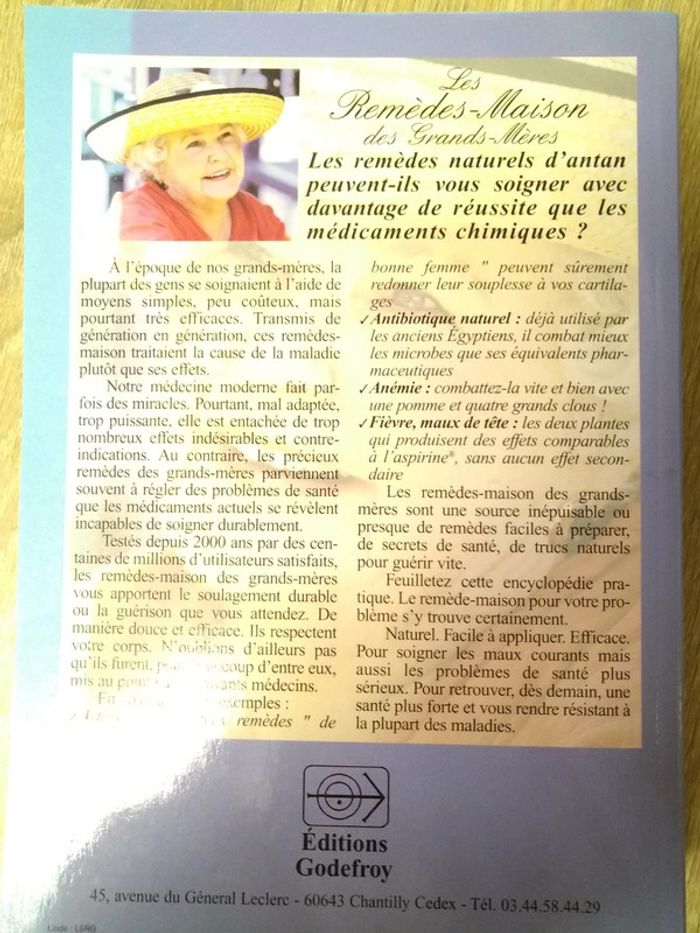 Les
Remèdes-Maison
des Grands-Mères
Les remèdes naturels d'antan
peuvent-ils vous soigner avec
davantage de réussite que les
médicaments chimiques ?
À l'époque de nos grands-mères, la
plupart des gens se soignaient à l'aide de
moyens simples, peu coûteux, mais
pourtant très efficaces. Transmis de
génération en génération, ces remèdes-
maison traitaient la cause de la maladie
plutôt que ses effets.
Notre médecine moderne fait par-
fois des miracles. Pourtant, mal adaptée,
trop puissante, elle est entachée de trop
nombreux effets indésirables et contre-
indications. Au contraire, les précieux
remèdes des grands-mères parviennent
souvent à régler des problèmes de santé
que les médicaments actuels se révèlent
incapables de soigner durablement.
Testés depuis 2000 ans par des cen-
taines de millions d'utilisateurs satisfaits,
les remèdes-maison des grands-mères
vous apportent le soulagement durable
ou la guérison que vous attendez. De
manière douce et efficace. Ils respectent
votre corps. N'oublions d'ailleurs pas
qu'ils furent, pour beaucoup d'entre eux,
mis au point savants médecins.
En exemples :
remèdes " de
bonne femme " peuvent sûrement
redonner leur souplesse à vos cartila-
ges
✓Antibiotique naturel : déjà utilisé par
les anciens Égyptiens, il combat mieux
les microbes que ses équivalents phar-
maceutiques
✓Anémie : combattez-la vite et bien avec
une pomme et quatre grands clous !
✓Fièvre, maux de tête : les deux plantes
qui produisent des effets comparables
à l'aspirine®, sans aucun effet secon-
daire
Les remèdes-maison des grands-
mères sont une source inépuisable ou
presque de remèdes faciles à préparer,
de secrets de santé, de trucs naturels
pour guérir vite.
Feuilletez cette encyclopédie pra-
tique. Le remède-maison pour votre pro-
blème s'y trouve certainement.
Naturel. Facile à appliquer. Efficace.
Pour soigner les maux courants mais
aussi les problèmes de santé plus
sérieux. Pour retrouver, dès demain, une
santé plus forte et vous rendre résistant à
la plupart des maladies.
Éditions
Godefroy
45, avenue du Géneral Leclerc - 60643 Chantilly Cedex - Tél. 03.44.58.44.29
Code : LSRG